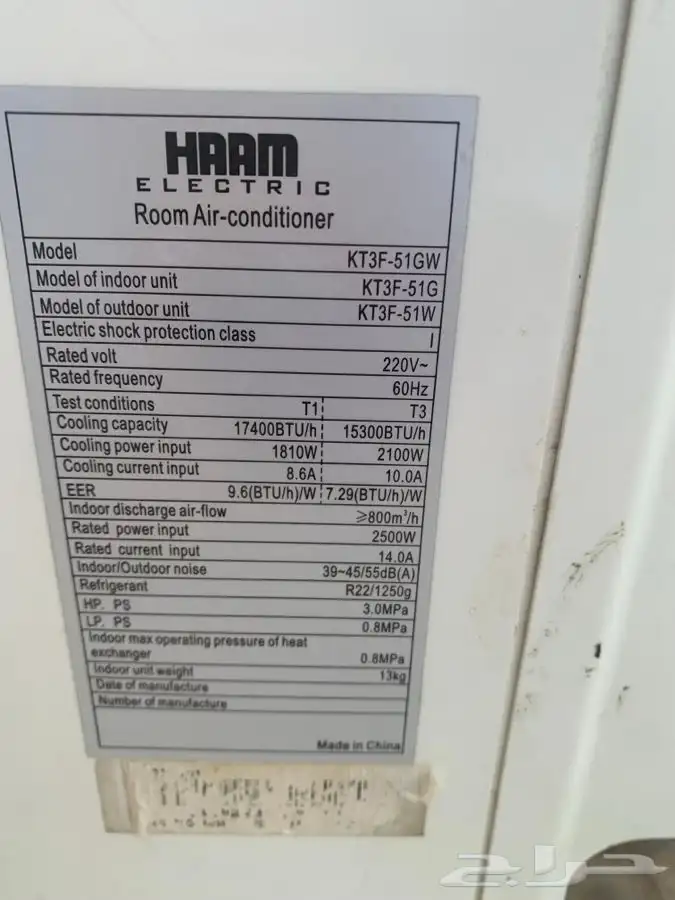 HAAM
ELECTRIC
Room Air-conditioner
Model KT3F-51GW
Model of indoor unit KT3F-51G
Model of outdoor unit KT3F-51W
Electric shock protection class I
Rated volt 220V~
Rated frequency 60Hz
Test conditions T1 T3
Cooling capacity 17400BTU/h 15300BTU/h
Cooling power input 1810W 2100W
Cooling current input 8.6A 10.0A
EER 9.6(BTU/h)/W 7.29(BTU/h)/W
Indoor discharge air-flow ≥800m³/h
Rated power input 2500W
Rated current input 14.0A
Indoor/Outdoor noise 39~45/55dB(A)
Refrigerant R22/1250g
HP. PS 3.0MPa
LP. PS 0.8MPa
Indoor max operating pressure of heat
exchanger 0.8MPa
Indoor unit weight 13kg
Date of manufacture
Number of manufacture
Made in China
حراج